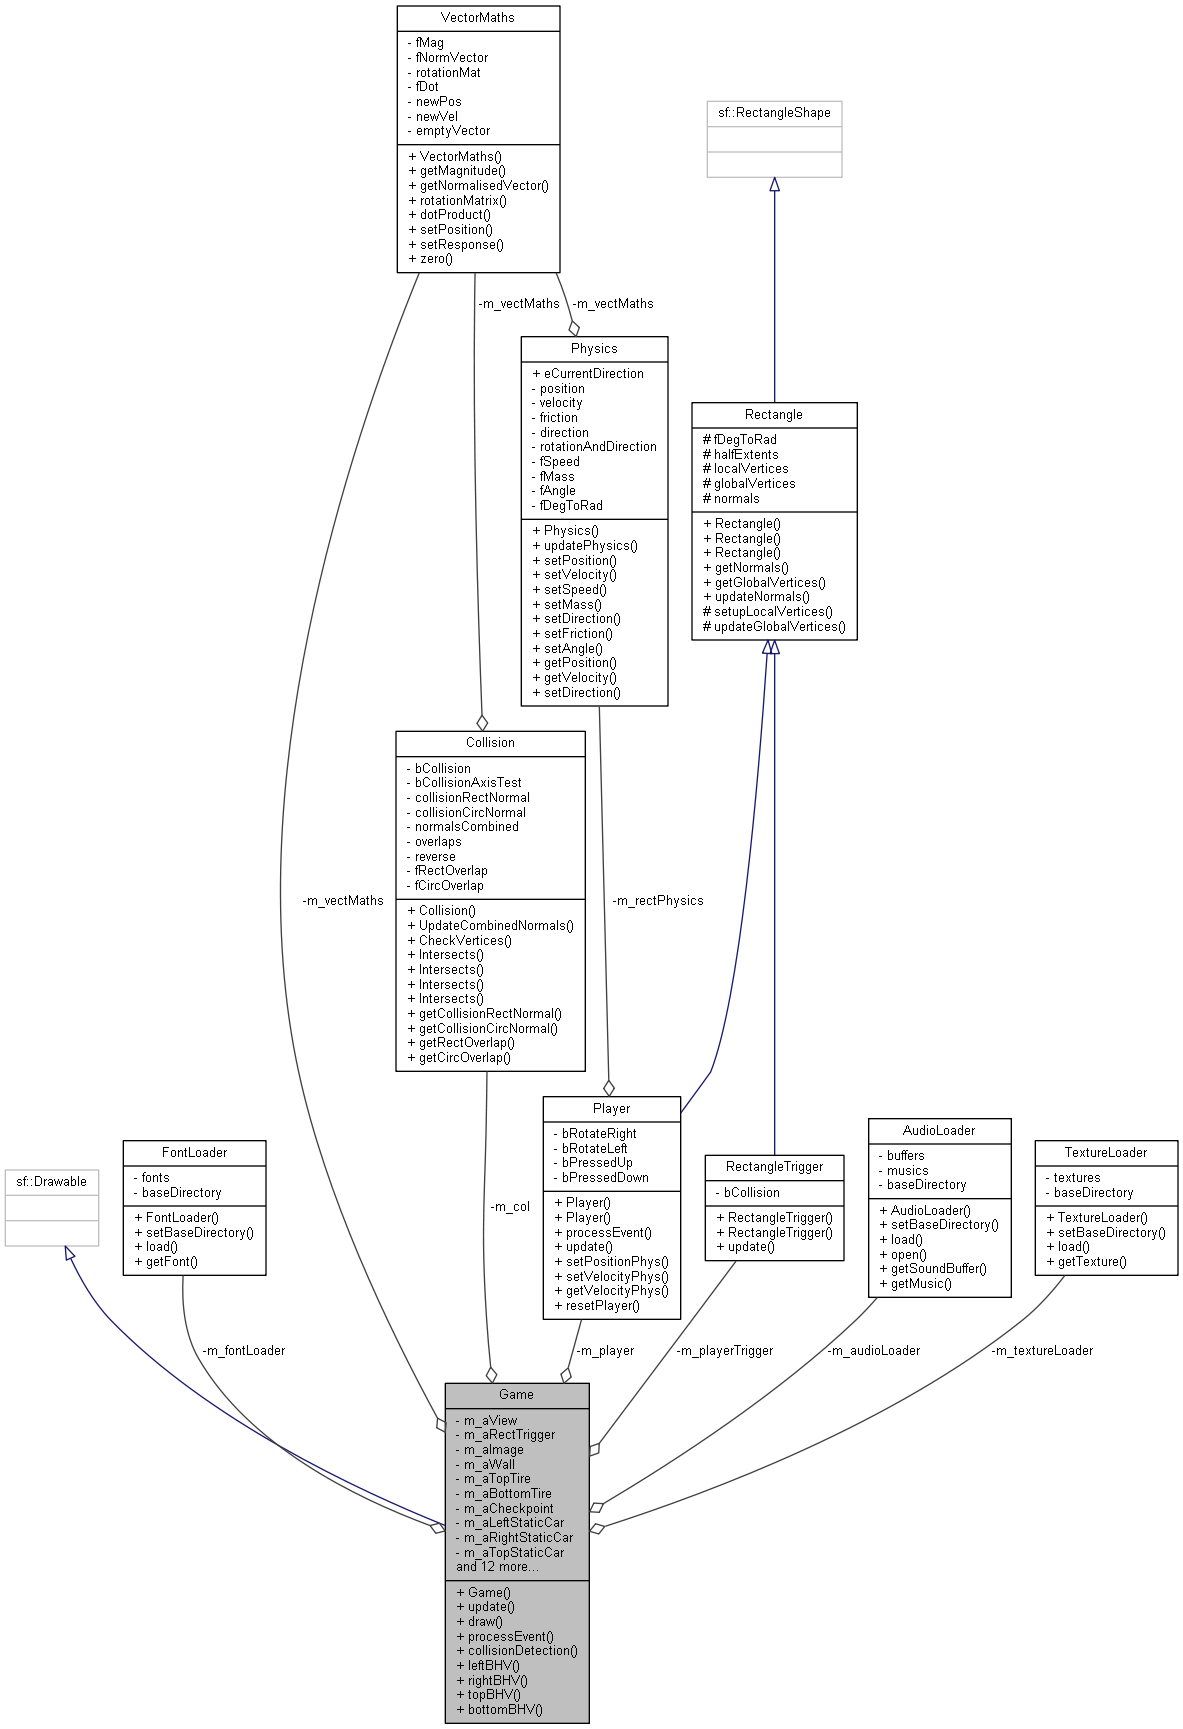 VectorMaths
- fMag
- fNormVector
- rotationMat
- fDot
- newPos
- newVel
- emptyVector
+ VectorMaths()
+ getMagnitude()
+ getNormalisedVector()
+ rotationMatrix()
+ dotProduct()
+ setPosition()
+ setResponse()
+ zero()
sf::RectangleShape
-m_vectMaths
-m_vectMaths
Physics
+ eCurrentDirection
- position
- velocity
- friction
- direction
- rotationAndDirection
- fSpeed
- fMass
- fAngle
- fDegToRad
+ Physics()
+ updatePhysics()
+ setPosition()
+ setVelocity()
+ setSpeed()
+ setMass()
+ setDirection()
+ setFriction()
+ setAngle()
+ getPosition()
+ getVelocity()
+ setDirection()
Rectangle
# fDegToRad
# halfExtents
# localVertices
# globalVertices
# normals
+ Rectangle()
+ Rectangle()
+ Rectangle()
+ getNormals()
+ getGlobalVertices()
+ updateNormals()
# setupLocalVertices()
# updateGlobalVertices()
Collision
- bCollision
- bCollisionAxisTest
- collisionRectNormal
- collisionCircNormal
- normalsCombined
- overlaps
- reverse
- fRectOverlap
- fCircOverlap
+ Collision()
+ UpdateCombinedNormals()
+ CheckVertices()
+ Intersects()
+ Intersects()
+ Intersects()
+ Intersects()
+ getCollisionRectNormal()
+ getCollisionCircNormal()
+ getRectOverlap()
+ getCircOverlap()
-m_vectMaths
-m_rectPhysics
sf::Drawable
FontLoader
- fonts
- baseDirectory
+ FontLoader()
+ setBaseDirectory()
+ load()
+ getFont()
-m_col
Player
- bRotateRight
- bRotateLeft
- bPressedUp
- bPressedDown
+ Player()
+ Player()
+ processEvent()
+ update()
+ setPositionPhys()
+ setVelocityPhys()
+ getVelocityPhys()
+ resetPlayer()
RectangleTrigger
- bCollision
+ RectangleTrigger()
+ RectangleTrigger()
+ update()
AudioLoader
- buffers
- musics
- baseDirectory
+ AudioLoader()
+ setBaseDirectory()
+ load()
+ open()
+ getSoundBuffer()
+ getMusic()
TextureLoader
- textures
- baseDirectory
+ TextureLoader()
+ setBaseDirectory()
+ load()
+ getTexture()
-m_fontLoader
-m_player
-m_playerTrigger
-m_audioLoader
-m_textureLoader
Game
- m_aView
- m_aRectTrigger
- m_aImage
- m_aWall
- m_aTopTire
- m_aBottomTire
- m_aCheckpoint
- m_aLeftStaticCar
- m_aRightStaticCar
- m_aTopStaticCar
and 12 more...
+ Game()
+ update()
+ draw()
+ processEvent()
+ collisionDetection()
+ leftBHV()
+ rightBHV()
+ topBHV()
+ bottomBHV()